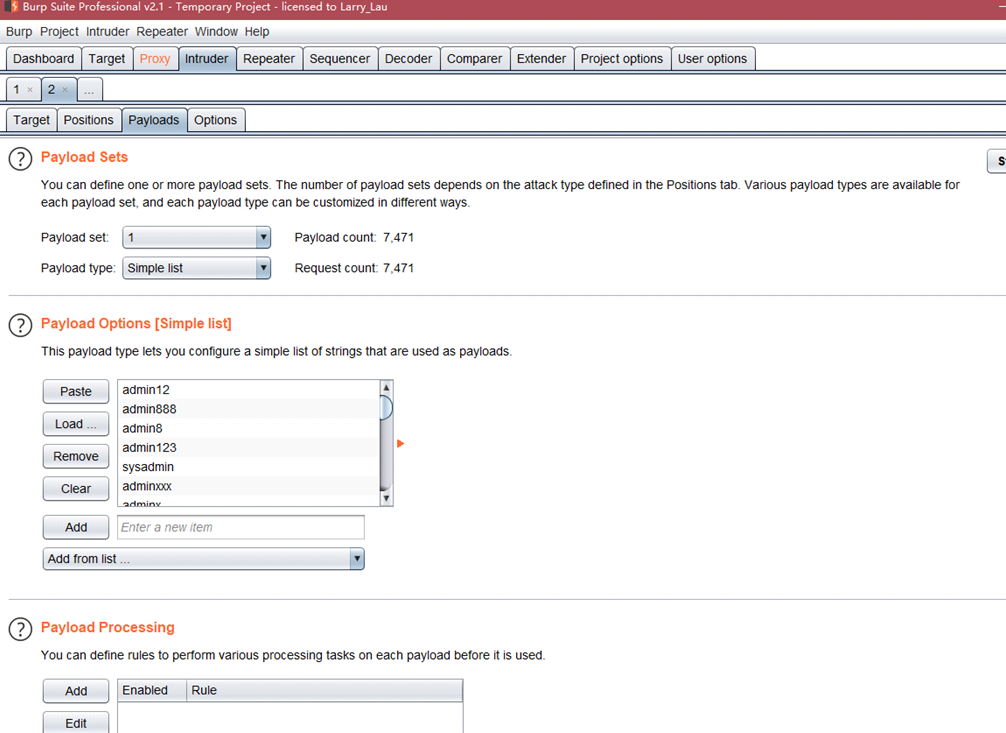 Burp Suite Professional v2.1 - Temporary Project - licensed to Larry_Lau
Burp Project Intruder Repeater Window Help
Dashboard Target Proxy Intruder Repeater Sequencer Decoder Comparer Extender Project options User options
1 × 2 × ...
Target Positions Payloads Options
? Payload Sets
You can define one or more payload sets. The number of payload sets depends on the attack type defined in the Positions tab. Various payload types are available for
each payload set, and each payload type can be customized in different ways.
Payload set: 1 Payload count: 7,471
Payload type: Simple list Request count: 7,471
? Payload Options [Simple list]
This payload type lets you configure a simple list of strings that are used as payloads.
Paste
Load ...
Remove
Clear
admin12
admin888
admin8
admin123
sysadmin
adminxxx
adminx
Add Enter a new item
Add from list ...
? Payload Processing
You can define rules to perform various processing tasks on each payload before it is used.
Add Enabled Rule
Edit